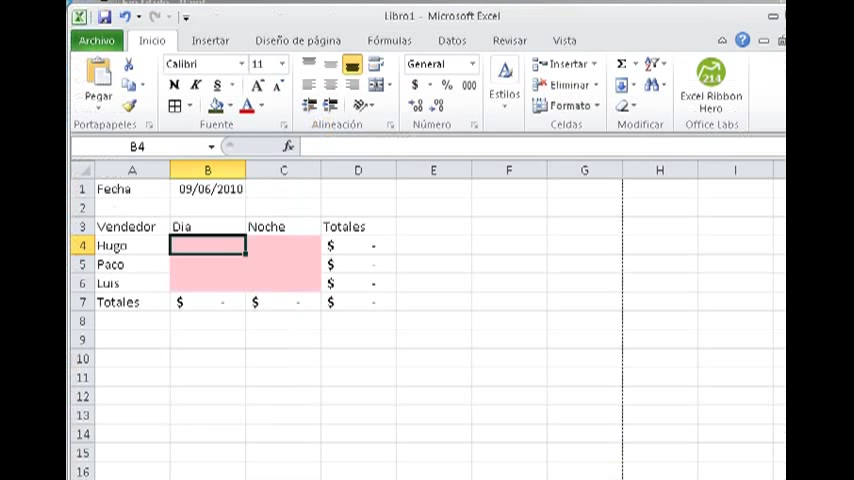 Libro1 - Microsoft Excel
Archivo Inicio Insertar Diseño de página Fórmulas Datos Revisar Vista
Calibri 11 General Insertar Σ
Pegar N K S A A $ % 000 Estilos Eliminar Excel Ribbon Hero
A Formato
Portapapeles Fuente Alineación Número Celdas Modificar Office Labs
B4 fx
A B C D E F G H I
1 Fecha 09/06/2010
2
3 Vendedor Dia Noche Totales
4 Hugo $ -
5 Paco $ -
6 Luis $ -
7 Totales $ - $ - $ -
8
9
10
11
12
13
14
15
16